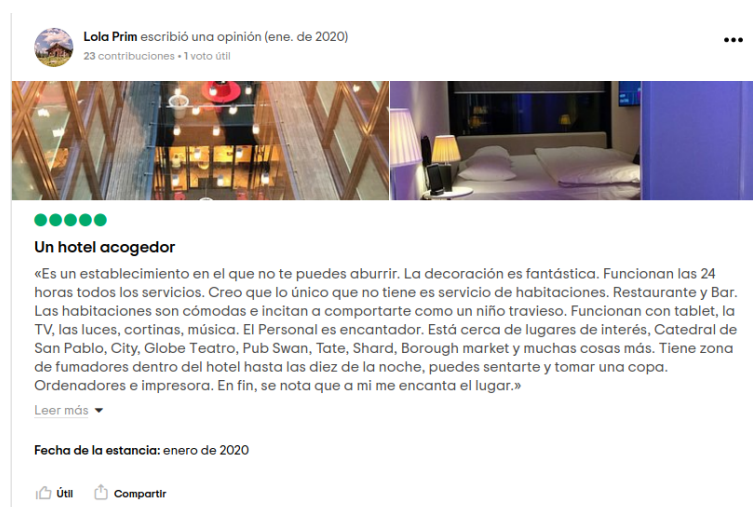 Lola Prim escribió una opinión (ene. de 2020)
23 contribuciones • 1 voto útil
Un hotel acogedor
«Es un establecimiento en el que no te puedes aburrir. La decoración es fantástica. Funcionan las 24
horas todos los servicios. Creo que lo único que no tiene es servicio de habitaciones. Restaurante y Bar.
Las habitaciones son cómodas e incitan a comportarte como un niño travieso. Funcionan con tablet, la
TV, las luces, cortinas, música. El Personal es encantador. Está cerca de lugares de interés, Catedral de
San Pablo, City, Globe Teatro, Pub Swan, Tate, Shard, Borough market y muchas cosas más. Tiene zona
de fumadores dentro del hotel hasta las diez de la noche, puedes sentarte y tomar una copa.
Ordenadores e impresora. En fin, se nota que a mi me encanta el lugar.»
Leer más
Fecha de la estancia: enero de 2020
Útil Compartir